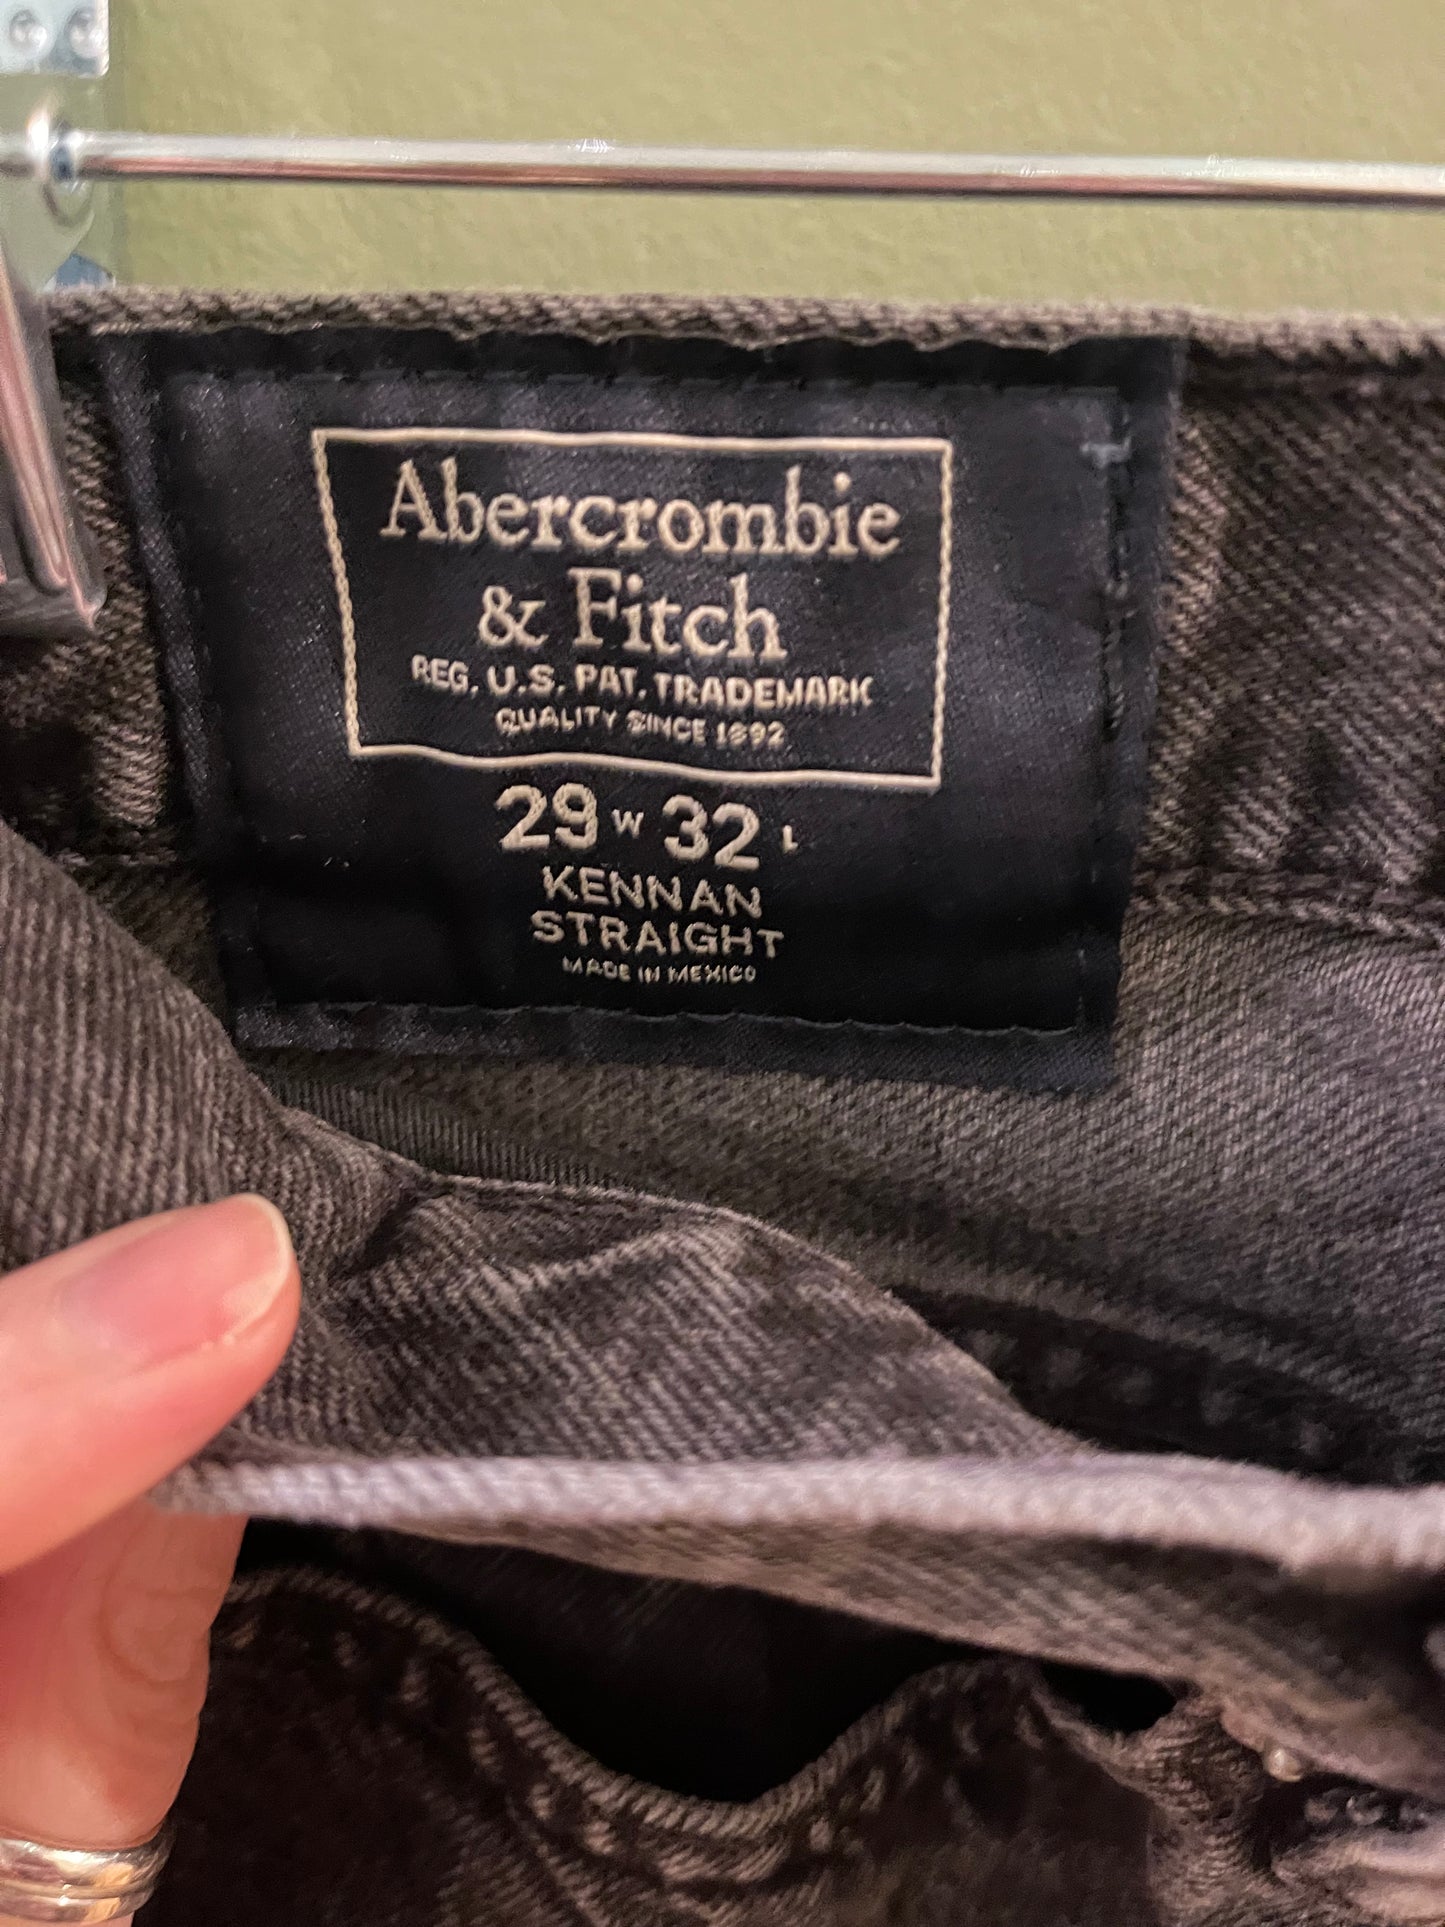 Abercrombie
& Fitch
REG. U.S. PAT. TRADEMARK
QUALITY SINCE 1892
29 W 32 L
KENNAN
STRAIGHT
MADE IN MEXICO